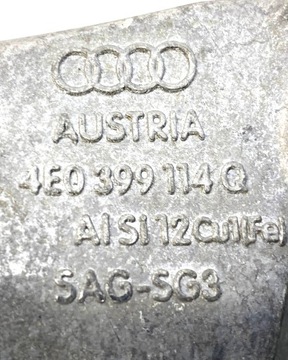 AUSTRIA
4E0 399 114 Q
AlSi12Cu1(Fe)
SAG-SG3